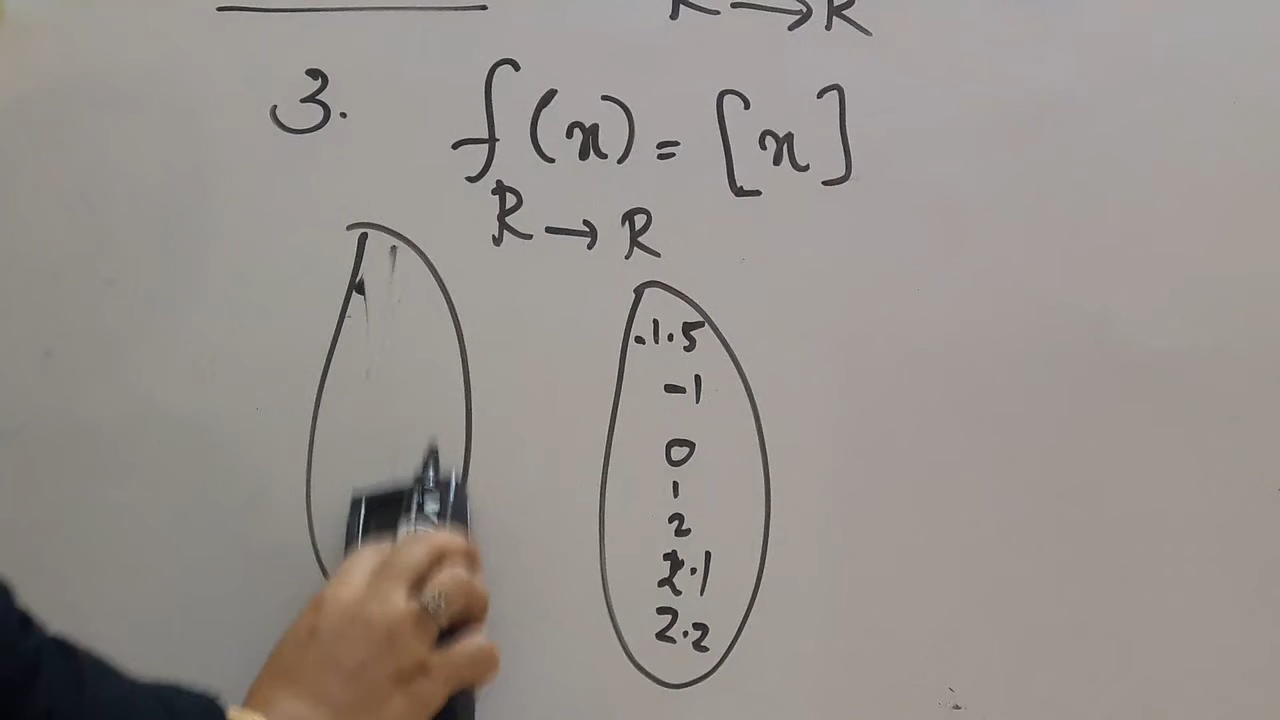 R → R
3. f(x) = [x]
R → R
.1.5
-1
0
1
2
2.1
2.2